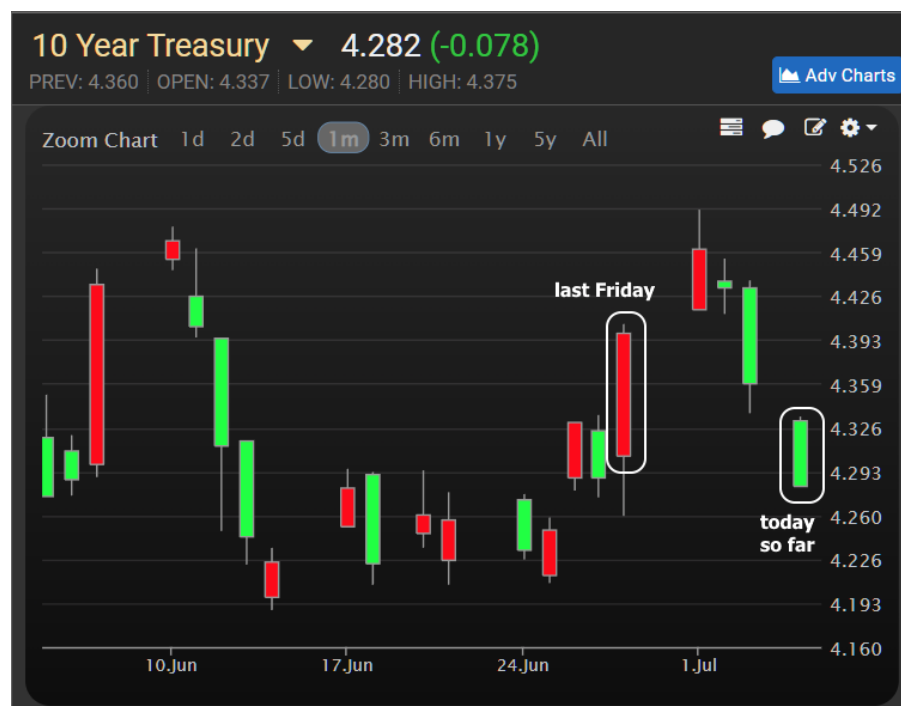 10 Year Treasury 4.282 (-0.078)
PREV: 4.360 OPEN: 4.337 LOW: 4.280 HIGH: 4.375
Adv Charts
Zoom Chart 1d 2d 5d 1m 3m 6m 1y 5y All
4.526
4.492
4.459
last Friday
4.426
4.393
4.359
4.326
4.293
4.260
today
so far
4.226
4.193
4.160
10.Jun 17.Jun 24.Jun 1.Jul